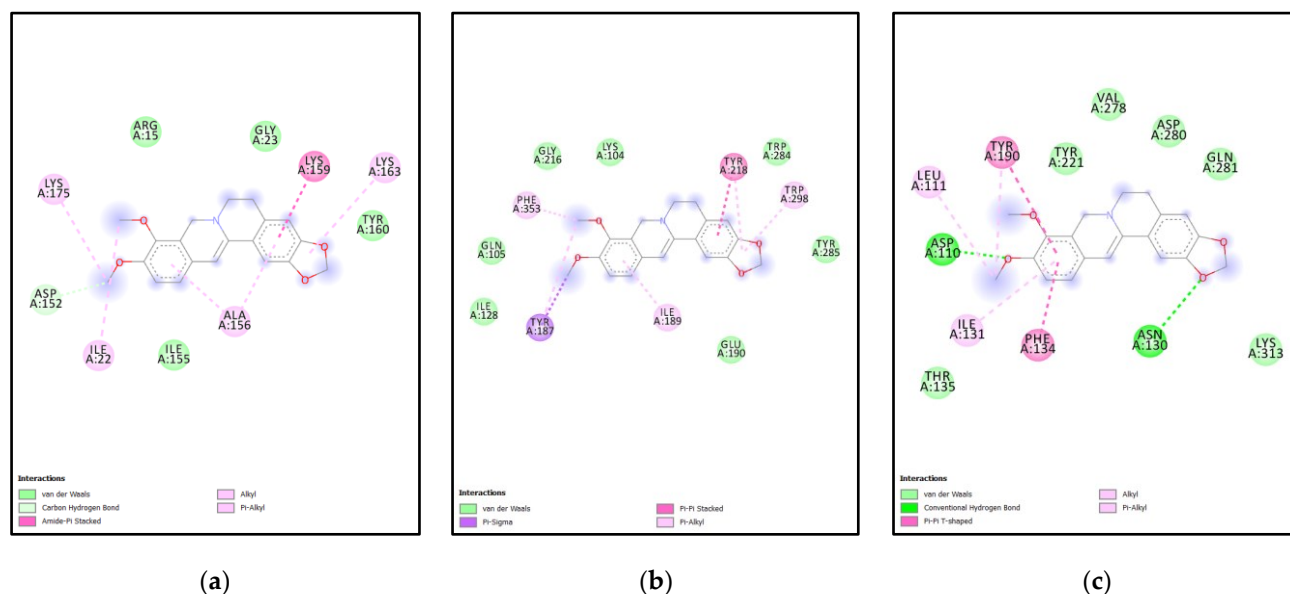 ARG
A:15
GLY
A:23
LYS
A:159
LYS
A:163
LYS
A:175
TYR
A:160
ASP
A:152
ALA
A:156
ILE
A:22
ILE
A:155
N
O
O
O
O
Interactions
van der Waals
Carbon Hydrogen Bond
Amide-Pi Stacked
Alkyl
Pi-Alkyl
(a)
GLY
A:216
LYS
A:104
TYR
A:218
TRP
A:284
PHE
A:353
TRP
A:298
GLN
A:105
TYR
A:285
ILE
A:128
TYR
A:187
ILE
A:189
GLU
A:190
N
O
O
O
O
Interactions
van der Waals
Pi-Sigma
Pi-Pi Stacked
Pi-Alkyl
(b)
VAL
A:278
ASP
A:280
TYR
A:190
TYR
A:221
GLN
A:281
LEU
A:111
ASP
A:110
ILE
A:131
PHE
A:134
ASN
A:130
LYS
A:313
THR
A:135
N
O
O
O
O
Interactions
van der Waals
Conventional Hydrogen Bond
Pi-Pi T-shaped
Alkyl
Pi-Alkyl
(c)